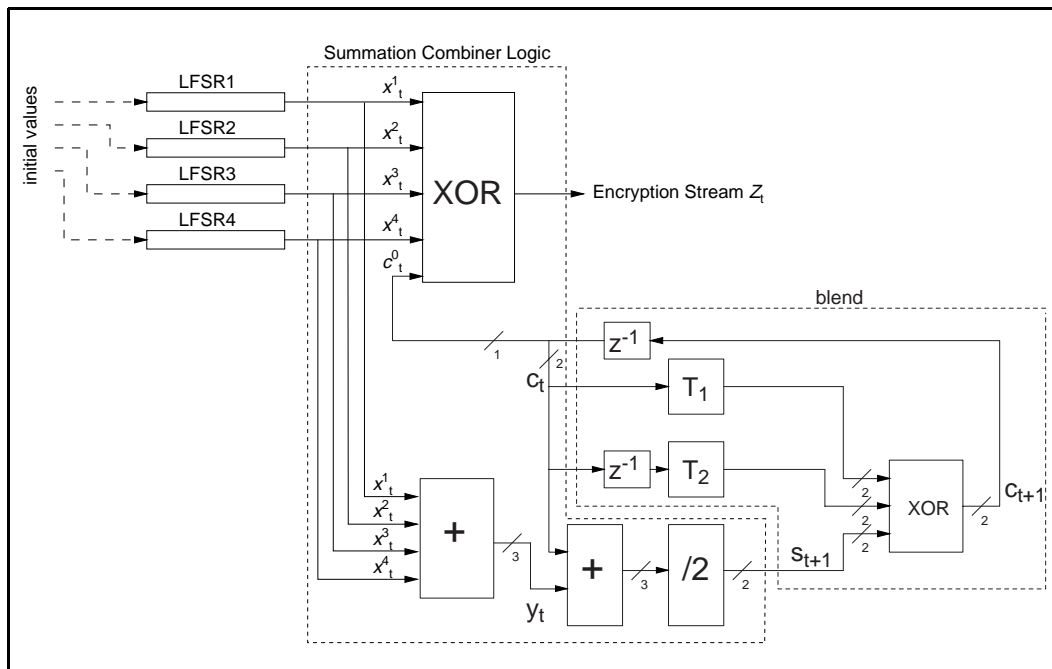 Summation Combiner Logic
initial values
LFSR1
x¹ₜ
LFSR2
x²ₜ
LFSR3
x³ₜ
XOR
Encryption Stream Zₜ
LFSR4
x⁴ₜ
c⁰ₜ
blend
z⁻¹
1
2
cₜ
T₁
z⁻¹
T₂
x¹ₜ
x²ₜ
x³ₜ
x⁴ₜ
+
3
yₜ
+
3
/2
2
sₜ₊₁
2
2
2
XOR
2
cₜ₊₁